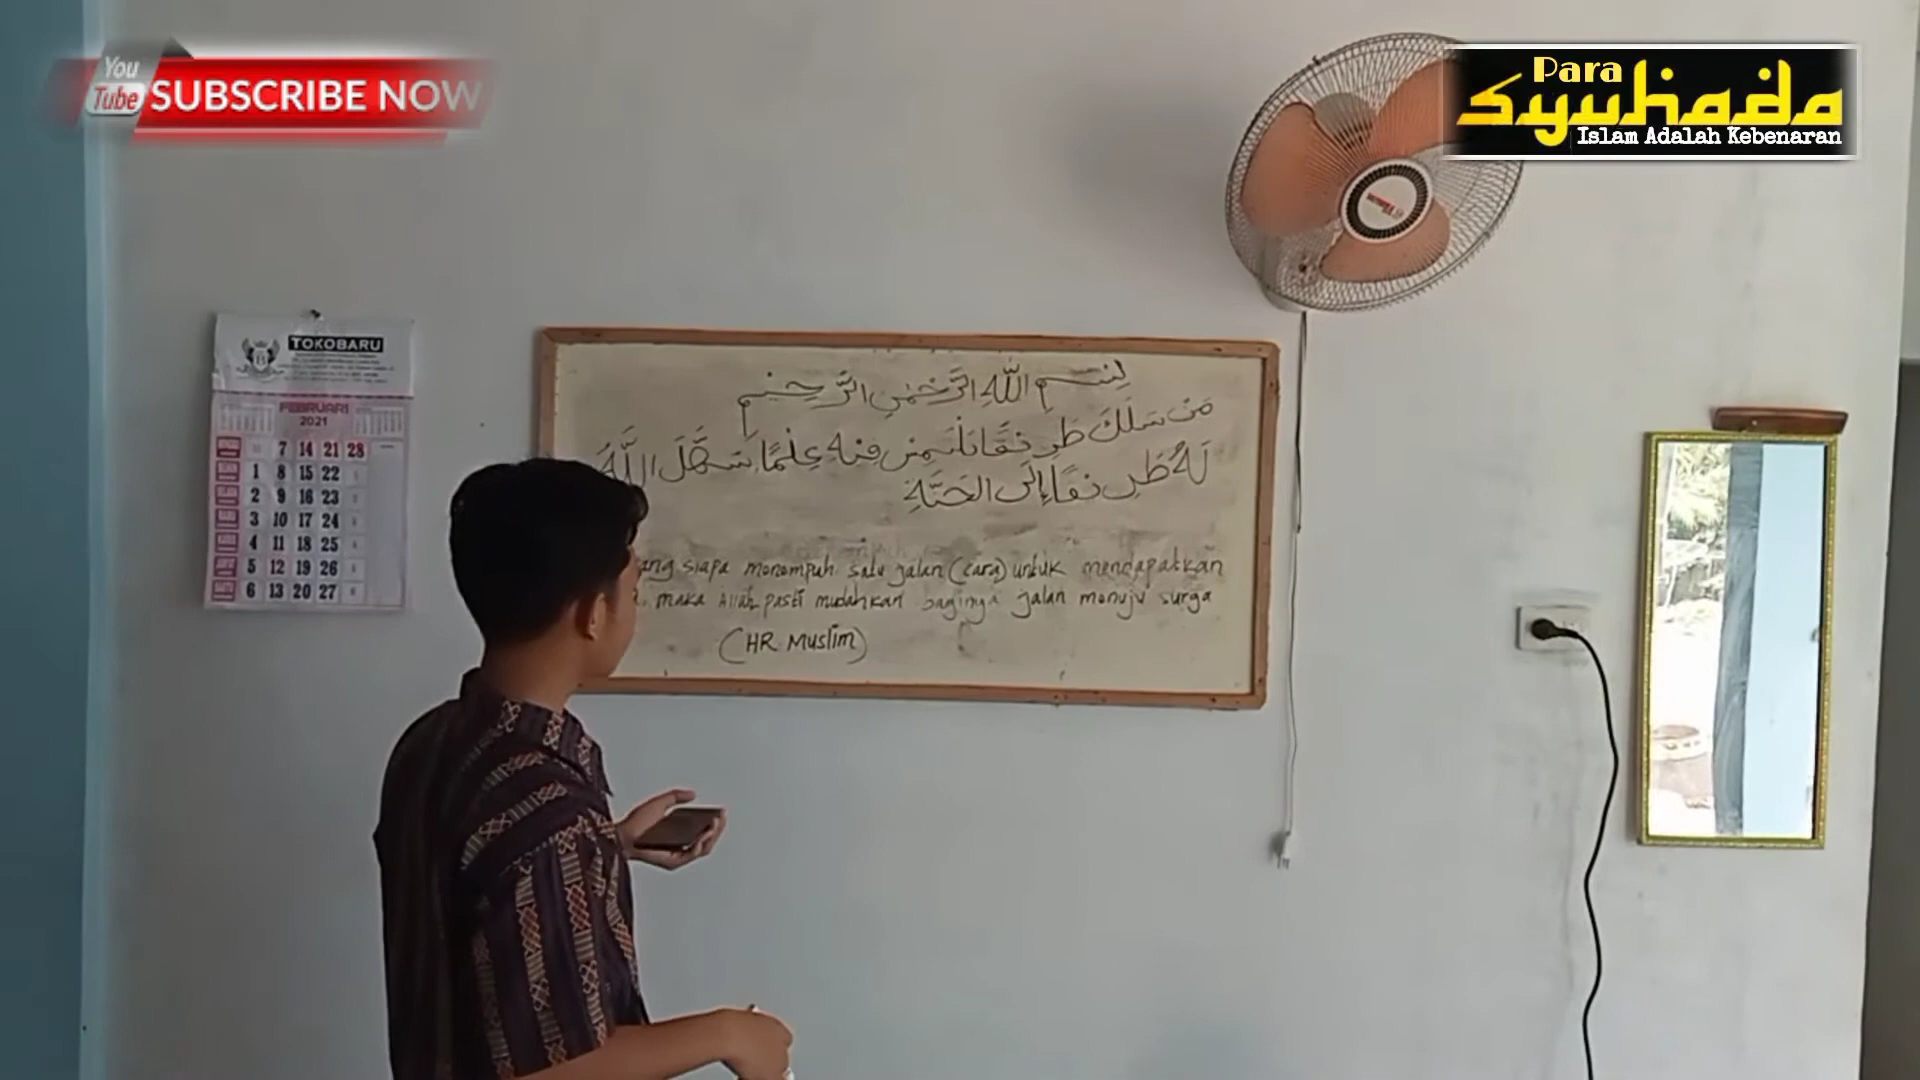 You
Tube
SUBSCRIBE NOW
Para
Syuhada
Islam Adalah Kebenaran
TOKOBARU
FEBRUARI
2021
7 14 21 28
1 8 15 22
2 9 16 23
3 10 17 24
4 11 18 25
5 12 19 26
6 13 20 27
بِسْمِ اللّٰهِ الرَّحْمٰنِ الرَّحِيْمِ
مَنْ سَلَكَ طَرِيْقًا يَلْتَمِسُ فِيْهِ عِلْمًا، سَهَّلَ اللَّهُ
لَهُ طَرِيْقًا إِلَى الجَنَّةِ
ang siapa menempuh satu jalan (cara) untuk mendapatkan
maka Allah pasti mudahkan baginya jalan menuju surga
(HR. Muslim)